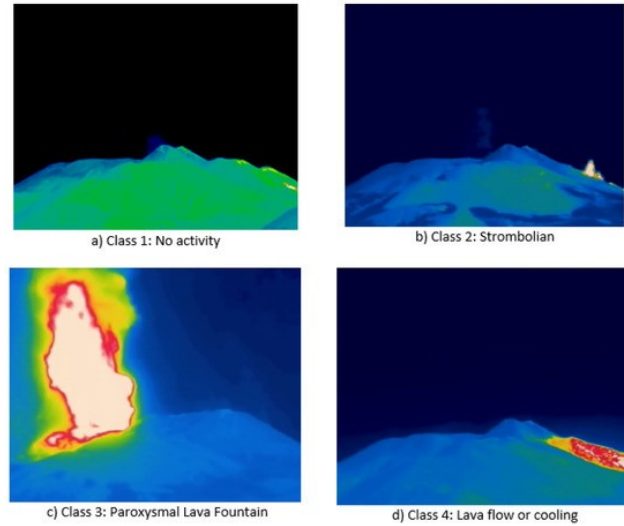 a) Class 1: No activity
b) Class 2: Strombolian
c) Class 3: Paroxysmal Lava Fountain
d) Class 4: Lava flow or cooling